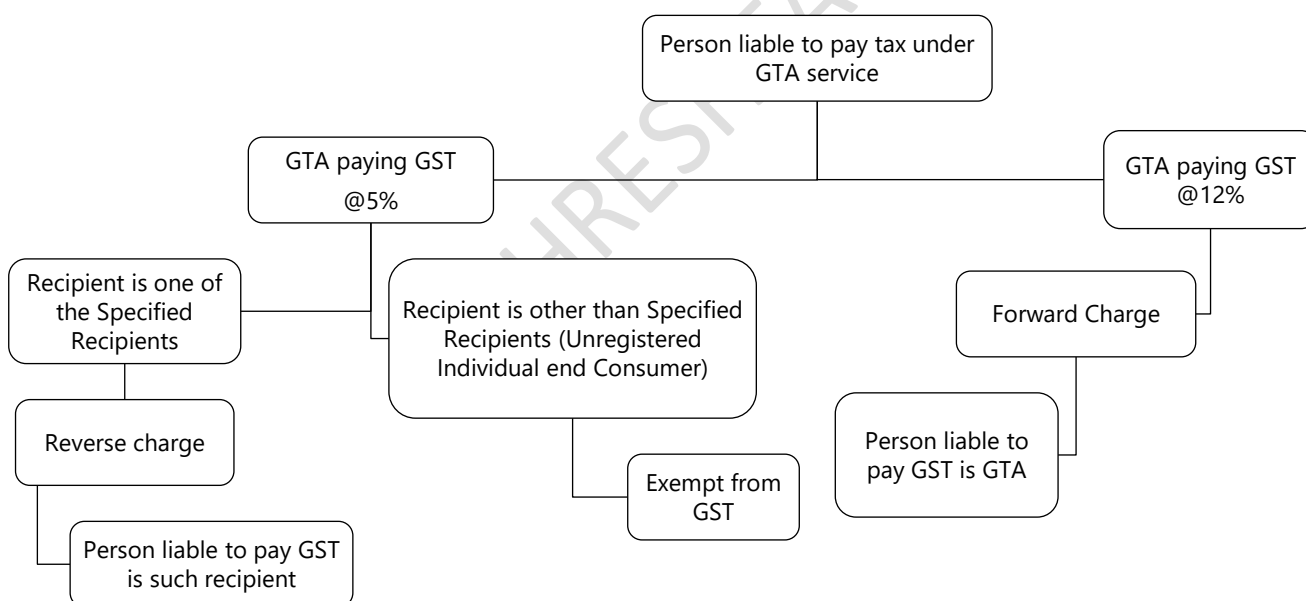 Person liable to pay tax under
GTA service
GTA paying GST
@5%
GTA paying GST
@12%
Recipient is one of
the Specified
Recipients
Recipient is other than Specified
Recipients (Unregistered
Individual end Consumer)
Forward Charge
Reverse charge
Person liable to
pay GST is GTA
Exempt from
GST
Person liable to pay GST
is such recipient